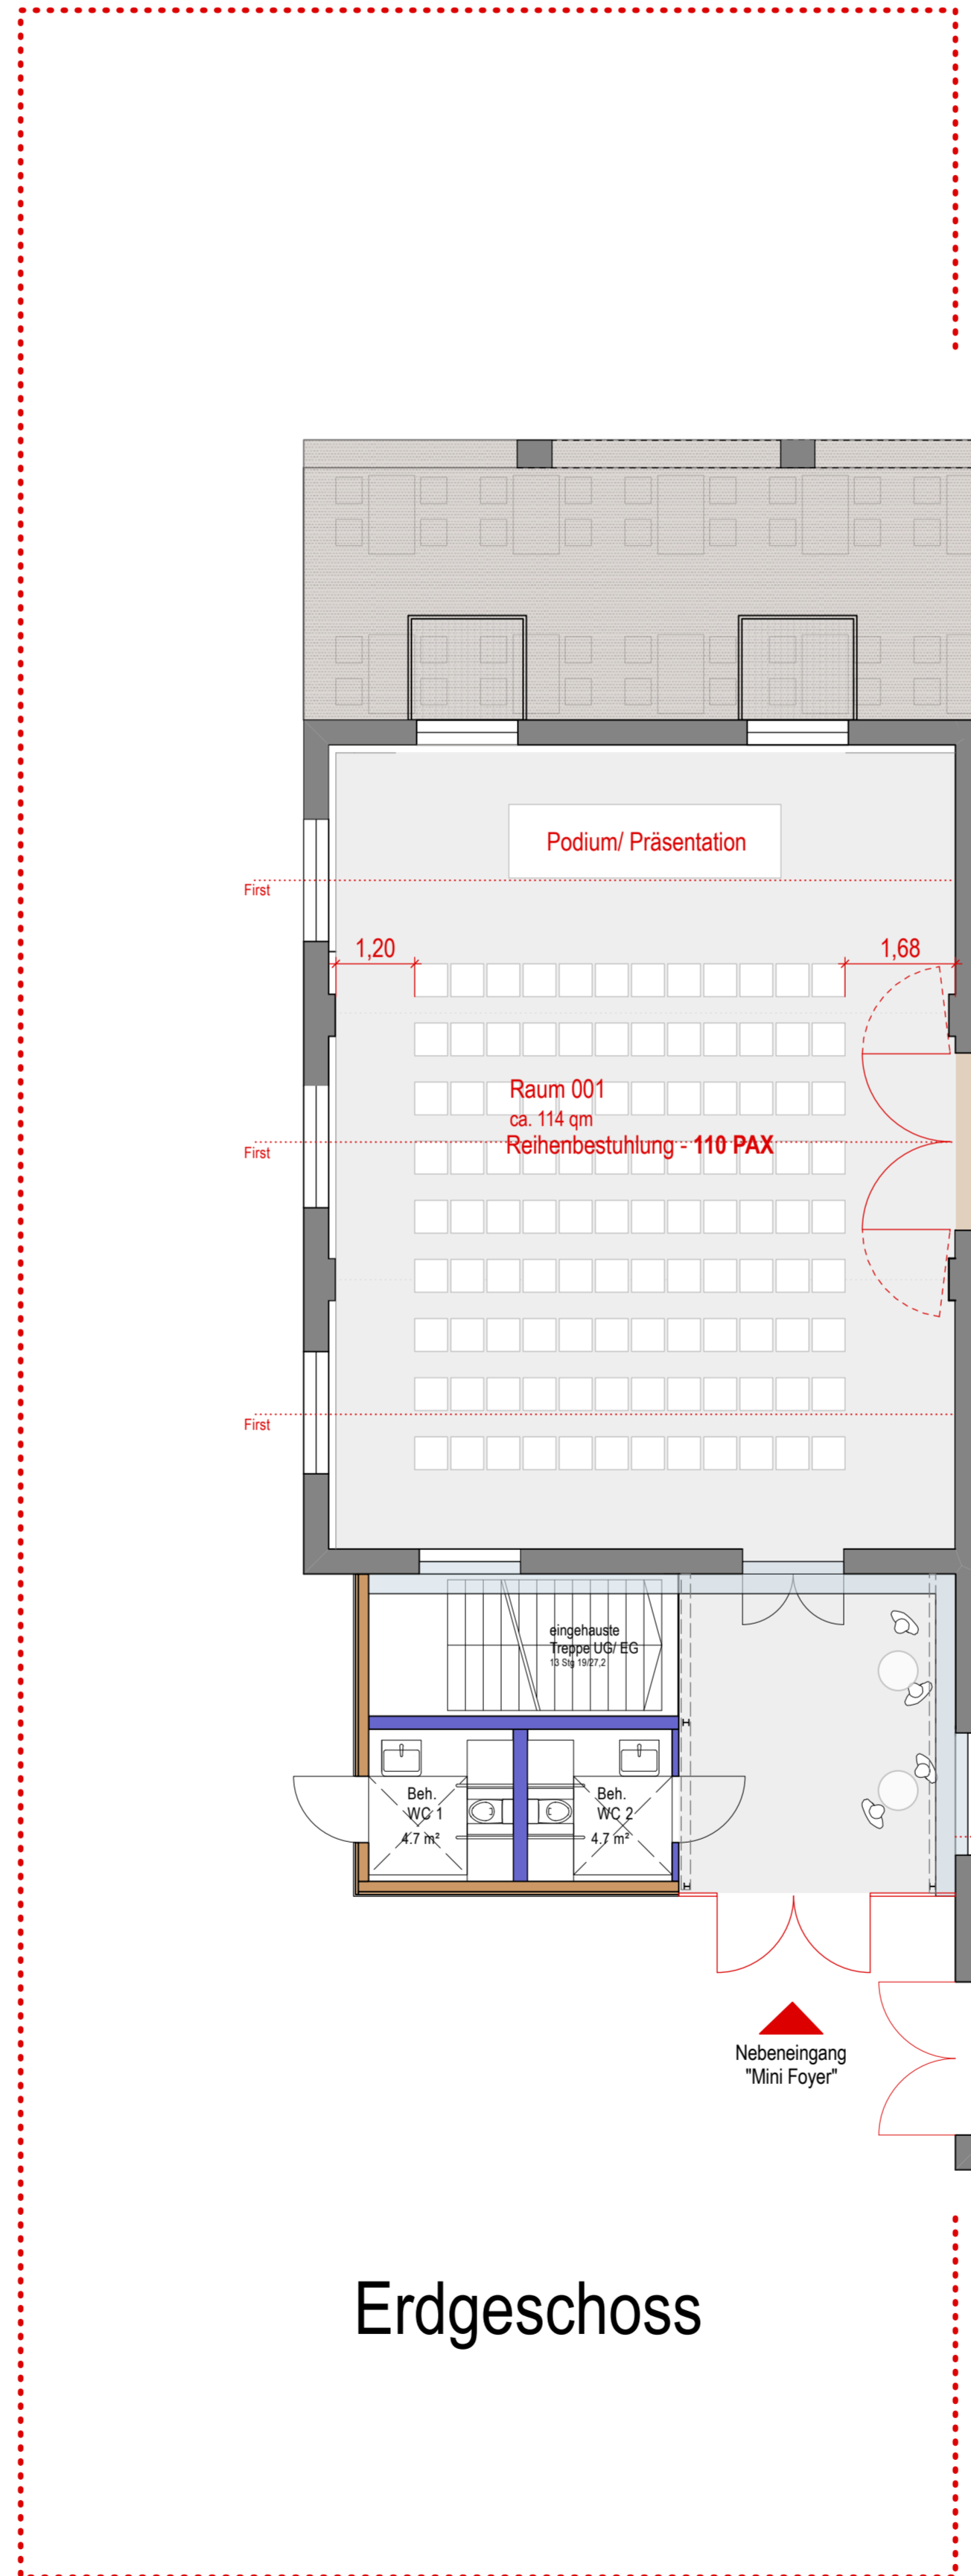 Podium/ Präsentation
First
1,20
1,68
Raum 001
ca. 114 qm
Reihenbestuhlung - 110 PAX
First
First
eingehauste
Treppe UG/ EG
13 Stg 19/27,2
Beh.
WC 1
4.7 m²
Beh.
WC 2
4.7 m²
Nebeneingang
"Mini Foyer"
Erdgeschoss